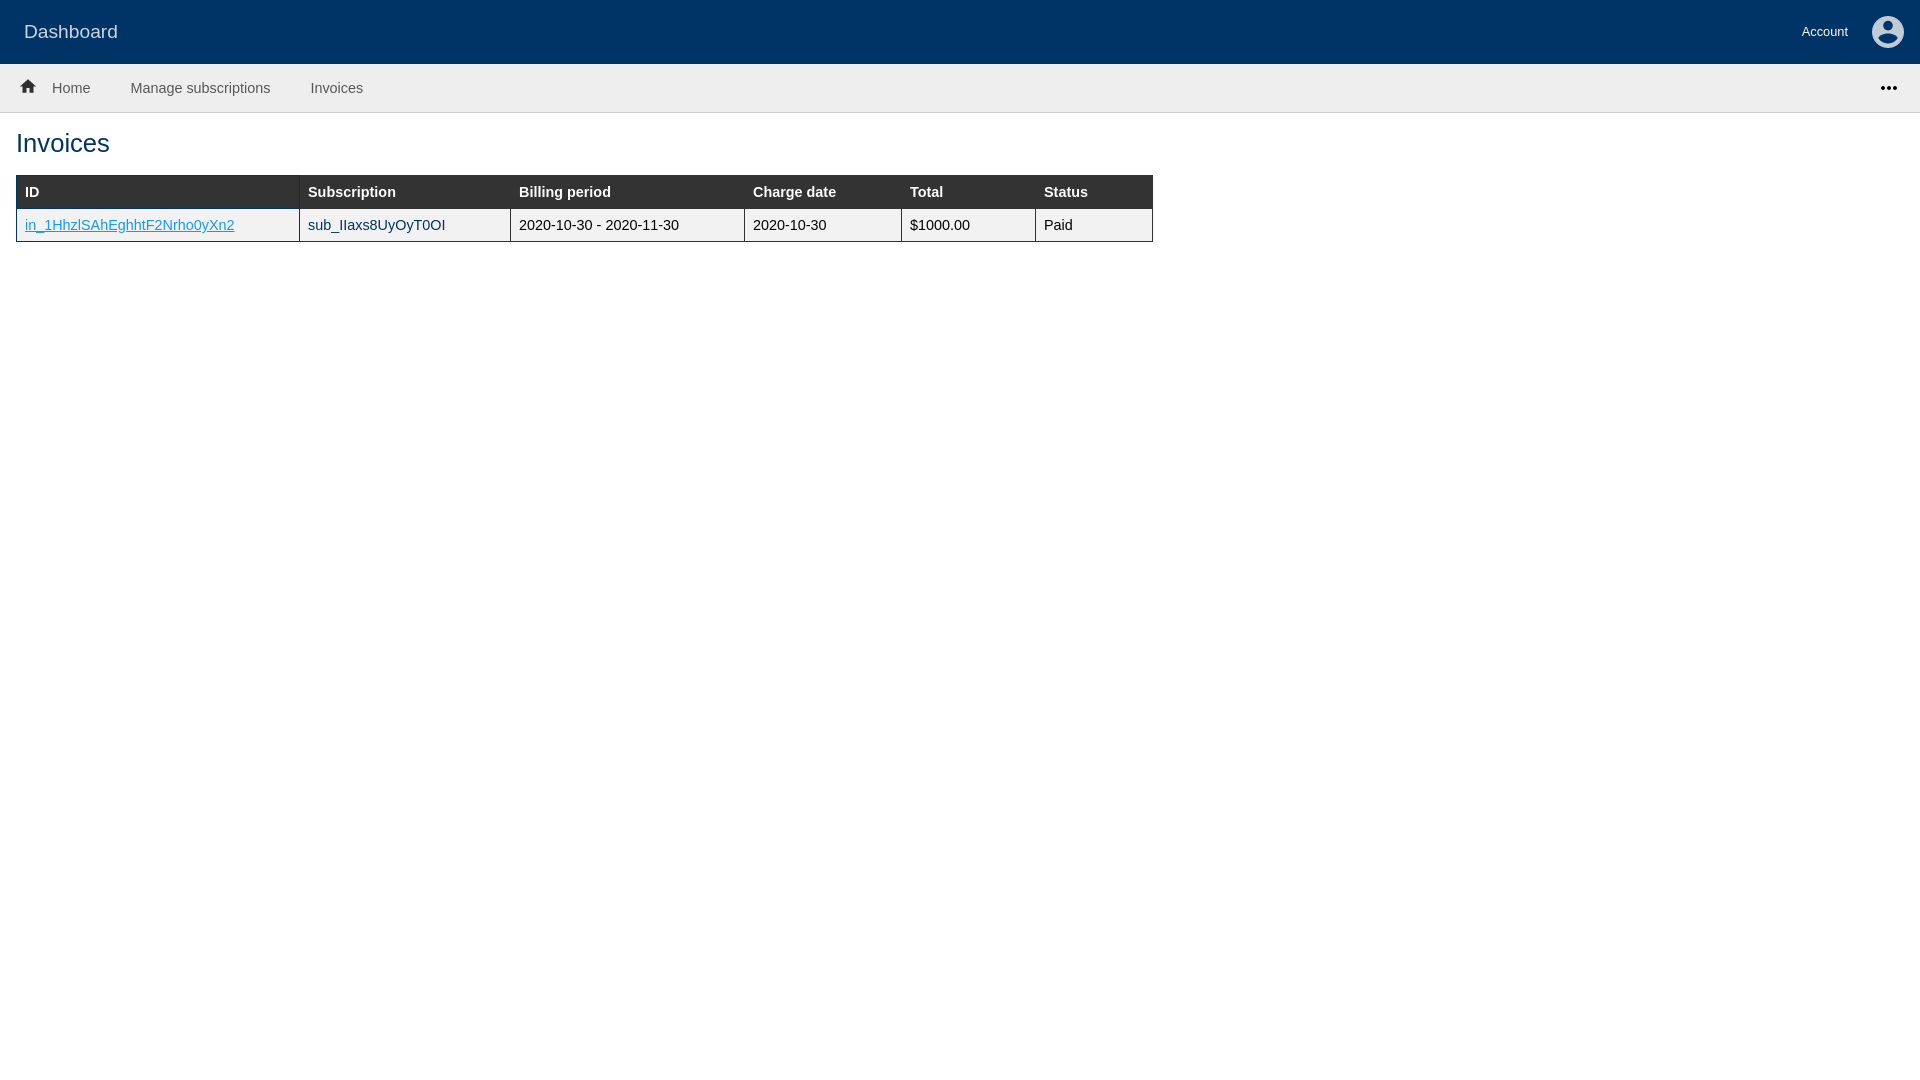 Dashboard
Account
Home Manage subscriptions Invoices
Invoices
ID Subscription Billing period Charge date Total Status
in_1HhzlSAhEghhtF2Nrho0yXn2 sub_IIaxs8UyOyT0OI 2020-10-30 - 2020-11-30 2020-10-30 $1000.00 Paid